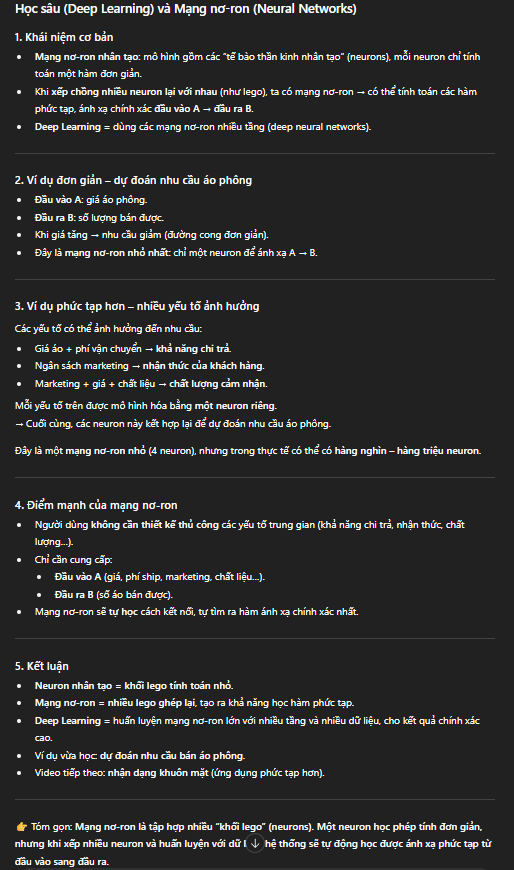 Học sâu (Deep Learning) và Mạng nơ-ron (Neural Networks)
1. Khái niệm cơ bản
• Mạng nơ-ron nhân tạo: mô hình gồm các "tế bào thần kinh nhân tạo" (neurons), mỗi neuron chỉ tính
toán một hàm đơn giản.
• Khi xếp chồng nhiều neuron lại với nhau (như lego), ta có mạng nơ-ron → có thể tính toán các hàm
phức tạp, ánh xạ chính xác đầu vào A → đầu ra B.
• Deep Learning = dùng các mạng nơ-ron nhiều tầng (deep neural networks).
2. Ví dụ đơn giản – dự đoán nhu cầu áo phông
• Đầu vào A: giá áo phông.
• Đầu ra B: số lượng bán được.
• Khi giá tăng → nhu cầu giảm (đường cong đơn giản).
• Đây là mạng nơ-ron nhỏ nhất: chỉ một neuron để ánh xạ A → B.
3. Ví dụ phức tạp hơn – nhiều yếu tố ảnh hưởng
Các yếu tố có thể ảnh hưởng đến nhu cầu:
• Giá áo + phí vận chuyển → khả năng chi trả.
• Ngân sách marketing → nhận thức của khách hàng.
• Marketing + giá + chất liệu → chất lượng cảm nhận.
Mỗi yếu tố trên được mô hình hóa bằng một neuron riêng.
→ Cuối cùng, các neuron này kết hợp lại để dự đoán nhu cầu áo phông.
Đây là một mạng nơ-ron nhỏ (4 neuron), nhưng trong thực tế có thể có hàng nghìn – hàng triệu neuron.
4. Điểm mạnh của mạng nơ-ron
• Người dùng không cần thiết kế thủ công các yếu tố trung gian (khả năng chi trả, nhận thức, chất
lượng...).
• Chỉ cần cung cấp:
• Đầu vào A (giá, phí ship, marketing, chất liệu...).
• Đầu ra B (số áo bán được).
• Mạng nơ-ron sẽ tự học cách kết nối, tự tìm ra hàm ánh xạ chính xác nhất.
5. Kết luận
• Neuron nhân tạo = khối lego tính toán nhỏ.
• Mạng nơ-ron = nhiều lego ghép lại, tạo ra khả năng học hàm phức tạp.
• Deep Learning = huấn luyện mạng nơ-ron lớn với nhiều tầng và nhiều dữ liệu, cho kết quả chính xác
cao.
• Ví dụ vừa học: dự đoán nhu cầu bán áo phông.
• Video tiếp theo: nhận dạng khuôn mặt (ứng dụng phức tạp hơn).
👉 Tóm gọn: Mạng nơ-ron là tập hợp nhiều "khối lego" (neurons). Một neuron học phép tính đơn giản,
nhưng khi xếp nhiều neuron và huấn luyện với dữ hệ thống sẽ tự động học được ánh xạ phức tạp từ
đầu vào sang đầu ra.